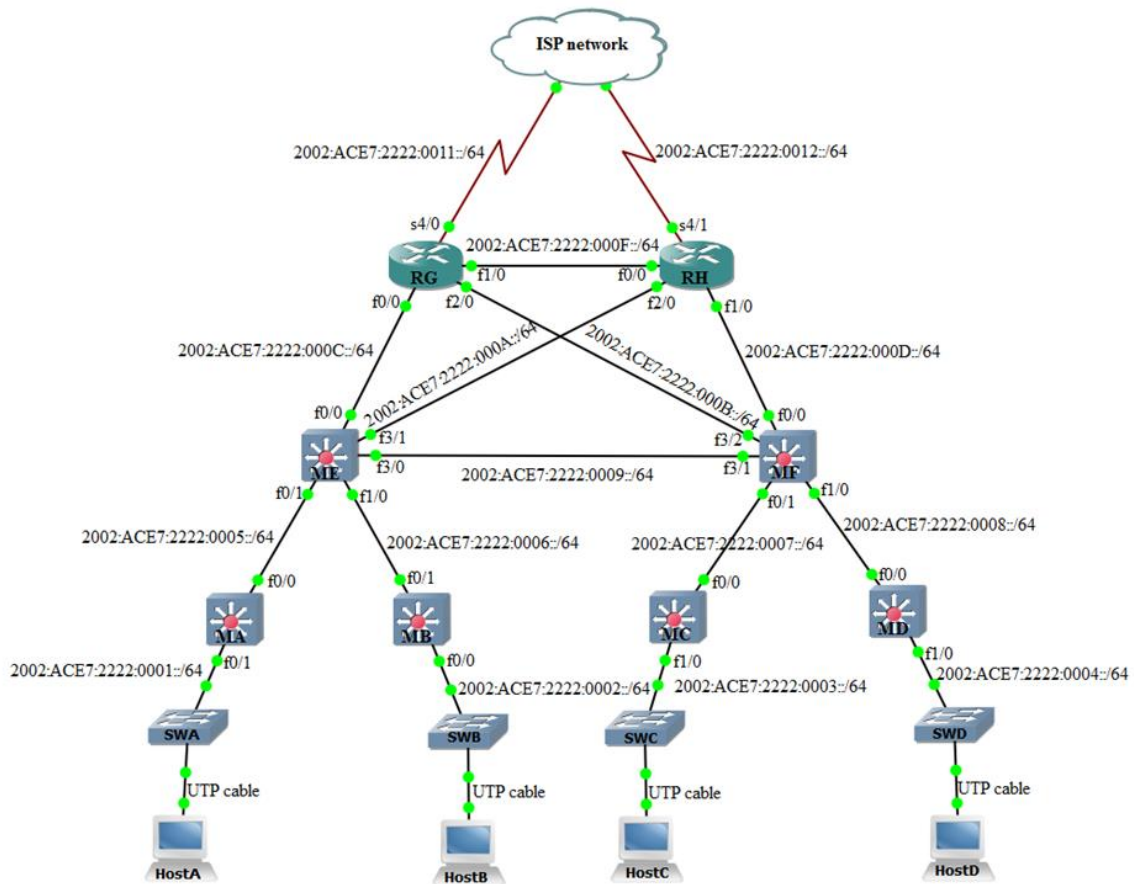 ISP network
2002:ACE7:2222:0011::/64
2002:ACE7:2222:0012::/64
s4/0
s4/1
2002:ACE7:2222:000F::/64
RG
f1/0
f0/0
RH
f0/0
f2/0
f2/0
f1/0
2002:ACE7:2222:000C::/64
2002:ACE7:2222:000A::/64
2002:ACE7:2222:000B::/64
2002:ACE7:2222:000D::/64
f0/0
f3/1
f3/2
f0/0
ME
f3/0
2002:ACE7:2222:0009::/64
f3/1
MF
f0/1
f1/0
f0/1
f1/0
2002:ACE7:2222:0005::/64
2002:ACE7:2222:0006::/64
2002:ACE7:2222:0007::/64
2002:ACE7:2222:0008::/64
f0/0
f0/1
f0/0
f0/0
MA
MB
MC
MD
f0/1
f0/0
f1/0
f1/0
2002:ACE7:2222:0001::/64
2002:ACE7:2222:0002::/64
2002:ACE7:2222:0003::/64
2002:ACE7:2222:0004::/64
SWA
SWB
SWC
SWD
UTP cable
UTP cable
UTP cable
UTP cable
HostA
HostB
HostC
HostD